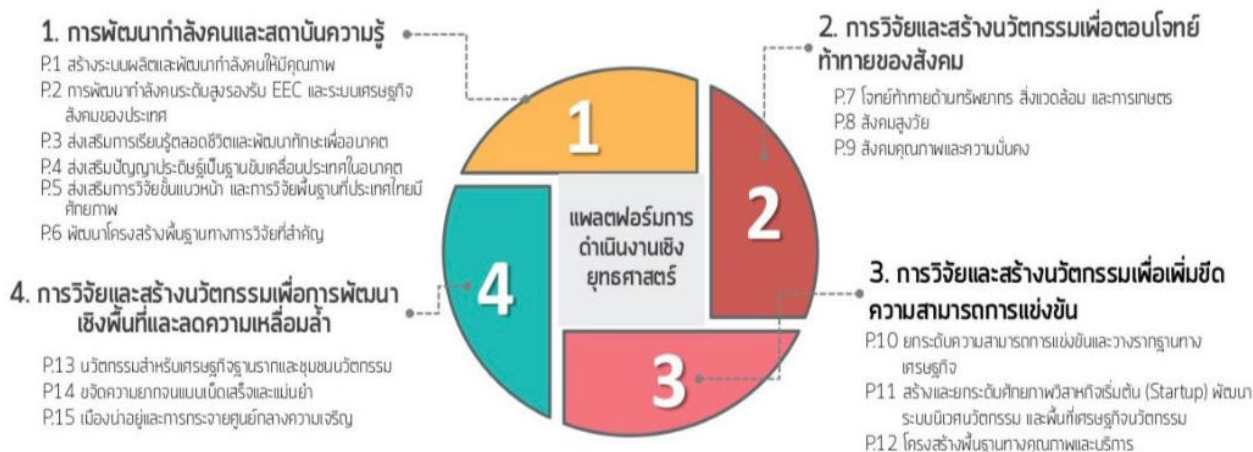 1. การพัฒนากำลังคนและสถาบันความรู้
P.1 สร้างระบบผลิตและพัฒนากำลังคนให้มีคุณภาพ
P.2 การพัฒนากำลังคนระดับสูงรองรับ EEC และระบบเศรษฐกิจ
สังคมของประเทศ
P.3 ส่งเสริมการเรียนรู้ตลอดชีวิตและพัฒนาทักษะเพื่ออนาคต
P.4 ส่งเสริมปัญญาประดิษฐ์เป็นฐานขับเคลื่อนประเทศในอนาคต
P.5 ส่งเสริมการวิจัยขั้นแนวหน้า และการวิจัยพื้นฐานที่ประเทศไทยมี
ศักยภาพ
P.6 พัฒนาโครงสร้างพื้นฐานทางการวิจัยที่สำคัญ
2. การวิจัยและสร้างนวัตกรรมเพื่อตอบโจทย์
ท้าทายของสังคม
P.7 โจทย์ท้าทายด้านทรัพยากร สิ่งแวดล้อม และการเกษตร
P.8 สังคมสูงวัย
P.9 สังคมคุณภาพและความมั่นคง
1
2
3
4
แพลตฟอร์มการ
ดำเนินงานเชิง
ยุทธศาสตร์
3. การวิจัยและสร้างนวัตกรรมเพื่อเพิ่มขีด
ความสามารถการแข่งขัน
P.10 ยกระดับความสามารถการแข่งขันและวางรากฐานทาง
เศรษฐกิจ
P.11 สร้างและยกระดับศักยภาพวิสาหกิจเริ่มต้น (Startup) พัฒนา
ระบบนิเวศนวัตกรรม และพื้นที่เศรษฐกิจนวัตกรรม
P.12 โครงสร้างพื้นฐานทางคุณภาพและบริการ
4. การวิจัยและสร้างนวัตกรรมเพื่อการพัฒนา
เชิงพื้นที่และลดความเหลื่อมล้ำ
P.13 นวัตกรรมสำหรับเศรษฐกิจฐานรากและชุมชนนวัตกรรม
P.14 ขจัดความยากจนแบบเบ็ดเสร็จและแม่นยำ
P.15 เมืองน่าอยู่และการกระจายศูนย์กลางความเจริญ